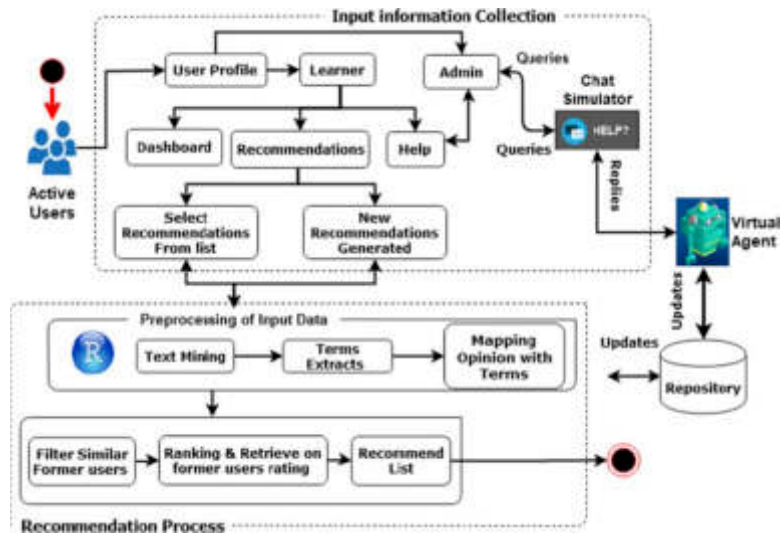 Input information Collection
User Profile
Learner
Admin
Queries
Chat
Simulator
HELP?
Queries
Replies
Dashboard
Recommendations
Help
Active
Users
Select
Recommendations
From list
New
Recommendations
Generated
Virtual
Agent
Updates
Preprocessing of Input Data
R
Text Mining
Terms
Extracts
Mapping
Opinion with
Terms
Updates
Repository
Filter Similar
Former users
Ranking & Retrieve on
former users rating
Recommend
List
Recommendation Process